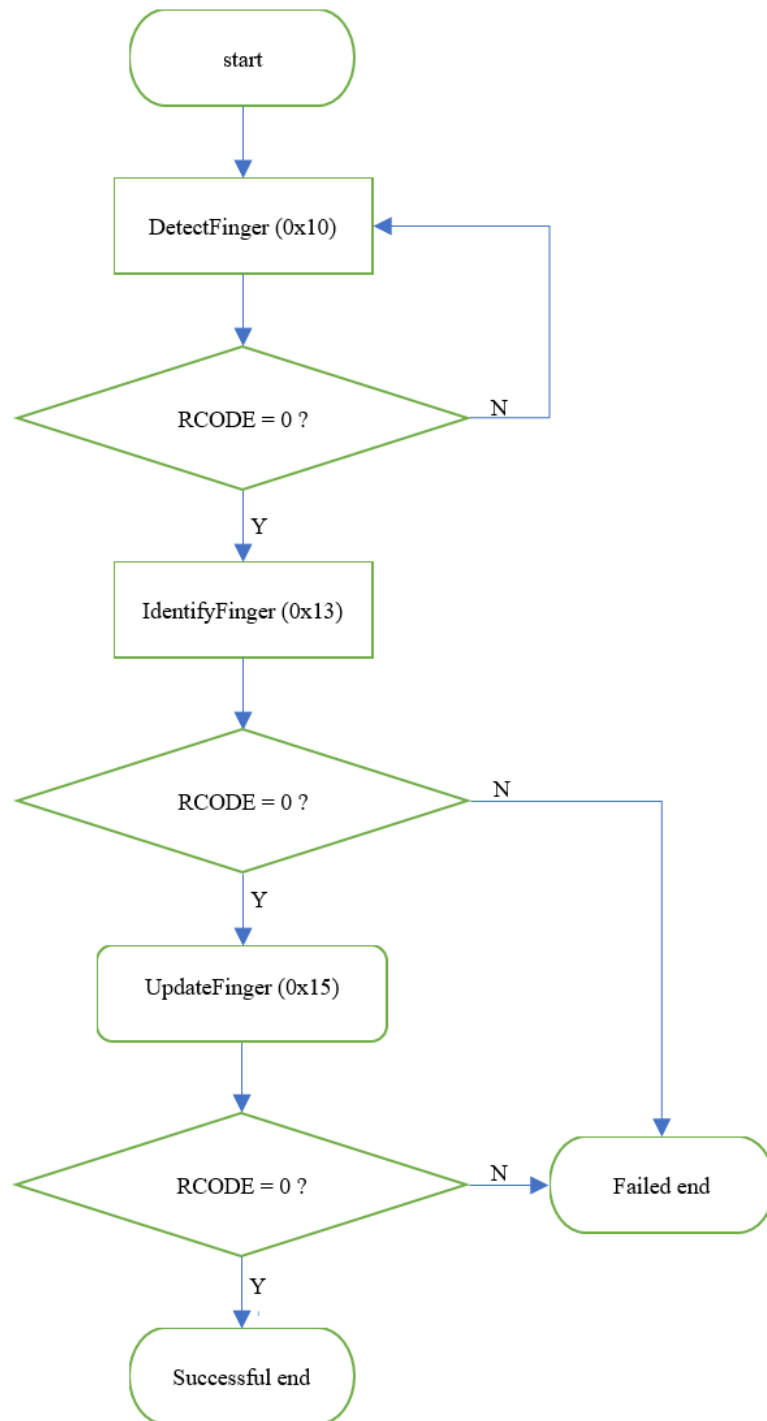 start
DetectFinger (0x10)
RCODE = 0 ?
N
Y
IdentifyFinger (0x13)
RCODE = 0 ?
N
Y
UpdateFinger (0x15)
RCODE = 0 ?
N
Failed end
Y
Successful end